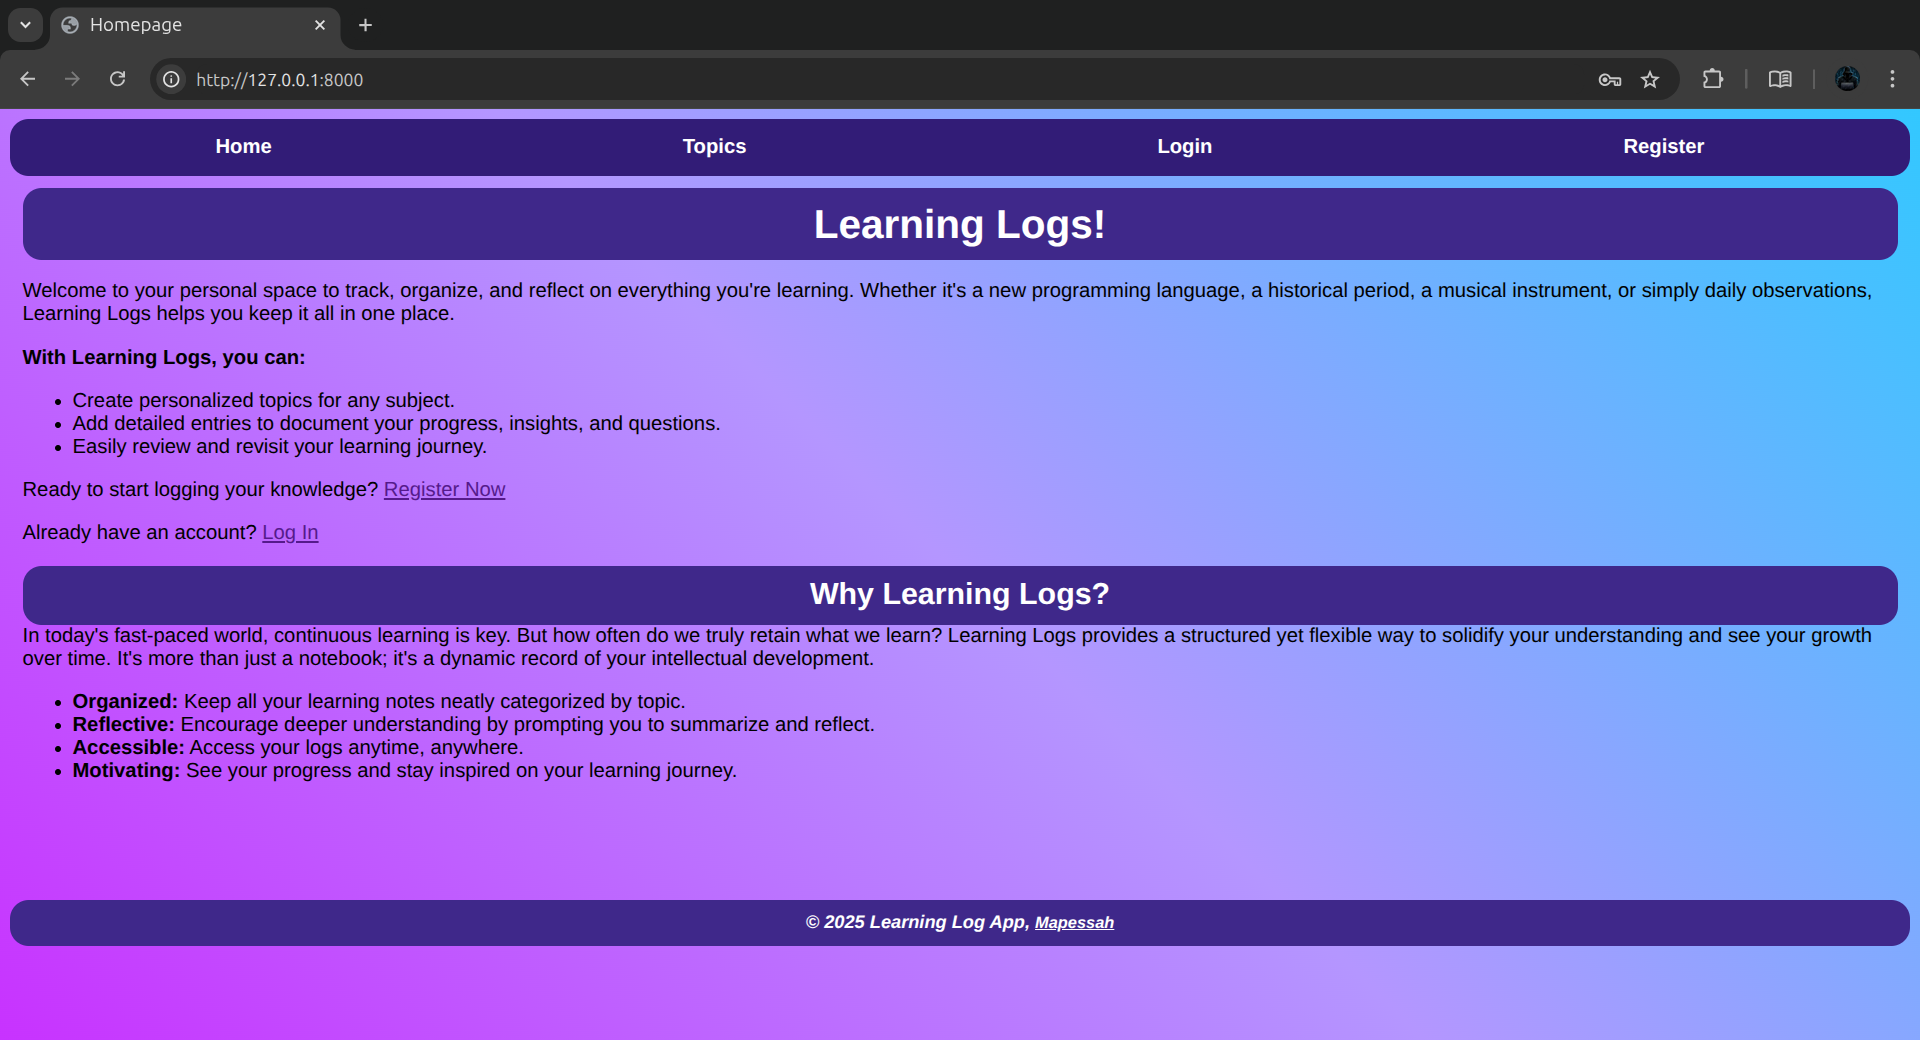 Homepage
http://127.0.0.1:8000
Home Topics Login Register
Learning Logs!
Welcome to your personal space to track, organize, and reflect on everything you're learning. Whether it's a new programming language, a historical period, a musical instrument, or simply daily observations,
Learning Logs helps you keep it all in one place.
With Learning Logs, you can:
• Create personalized topics for any subject.
• Add detailed entries to document your progress, insights, and questions.
• Easily review and revisit your learning journey.
Ready to start logging your knowledge? Register Now
Already have an account? Log In
Why Learning Logs?
In today's fast-paced world, continuous learning is key. But how often do we truly retain what we learn? Learning Logs provides a structured yet flexible way to solidify your understanding and see your growth
over time. It's more than just a notebook; it's a dynamic record of your intellectual development.
• Organized: Keep all your learning notes neatly categorized by topic.
• Reflective: Encourage deeper understanding by prompting you to summarize and reflect.
• Accessible: Access your logs anytime, anywhere.
• Motivating: See your progress and stay inspired on your learning journey.
© 2025 Learning Log App, Mapessah